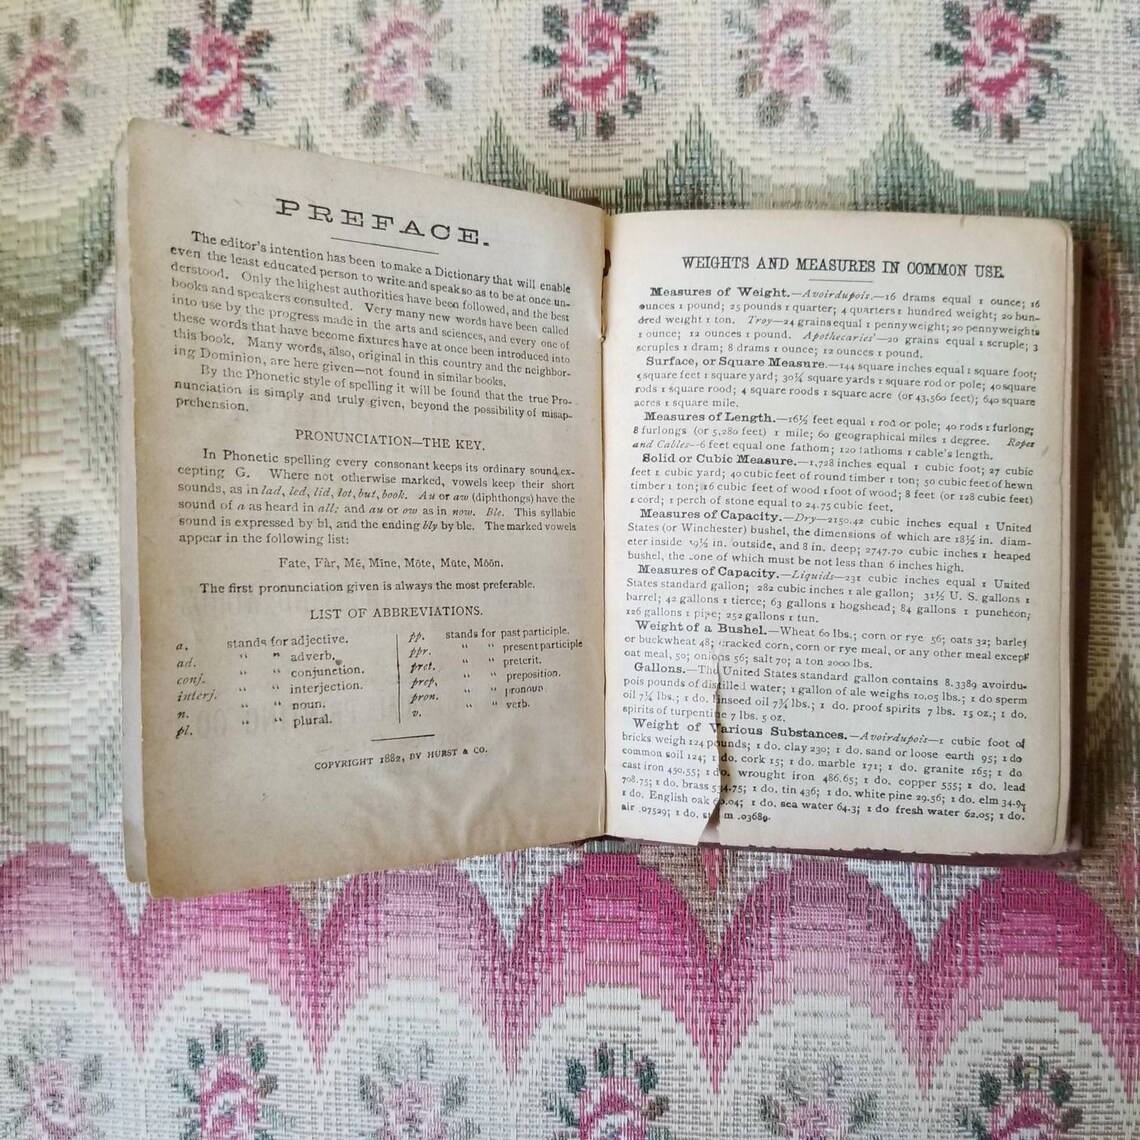 PREFACE.
The editor's intention has been to make a Dictionary that will enable
even the least educated person to write and speak so as to be at once un-
derstood. Only the highest authorities have been followed, and the best
books and speakers consulted. Very many new words have been called
into use by the progress made in the arts and sciences, and every one of
these words that have become fixtures have at once been introduced into
this book. Many words, also, original in this country and the neighbor-
ing Dominion, are here given—not found in similar books.
By the Phonetic style of spelling it will be found that the true Pro-
nunciation is simply and truly given, beyond the possibility of misap-
prehension.
PRONUNCIATION—THE KEY.
In Phonetic spelling every consonant keeps its ordinary sound, ex-
cepting G. Where not otherwise marked, vowels keep their short
sounds, as in lad, led, lid, lot, but, book. Au or aw (diphthongs) have the
sound of a as heard in all; and au or ow as in now. Ble. This syllabic
sound is expressed by bl, and the ending bly by ble. The marked vowels
appear in the following list:
Fate, Fàr, Mē, Mīne, Mōte, Mūte, Mōōn.
The first pronunciation given is always the most preferable.
LIST OF ABBREVIATIONS.
a. stands for adjective.
ad. " " adverb.
conj. " " conjunction.
interj. " " interjection.
n. " " noun.
pl. " " plural.
pp. stands for past participle.
ppr. " " present participle
pret. " " preterit.
prep. " " preposition.
pron. " " pronoun
v. " " verb.
COPYRIGHT 1882, BY HURST & CO.
WEIGHTS AND MEASURES IN COMMON USE.
Measures of Weight.—Avoirdupois.—16 drams equal 1 ounce; 16
ounces 1 pound; 25 pounds 1 quarter; 4 quarters 1 hundred weight; 20 hun-
dred weight 1 ton. Troy—24 grains equal 1 pennyweight; 20 pennyweights
1 ounce; 12 ounces 1 pound. Apothecaries'—20 grains equal 1 scruple; 3
scruples 1 dram; 8 drams 1 ounce; 12 ounces 1 pound.
Surface, or Square Measure.—144 square inches equal 1 square foot;
square feet 1 square yard; 30¼ square yards 1 square rod or pole; 40 square
rods 1 square rood; 4 square roods 1 square acre (or 43,560 feet); 640 square
acres 1 square mile.
Measures of Length.—16½ feet equal 1 rod or pole; 40 rods 1 furlong;
8 furlongs (or 5,280 feet) 1 mile; 60 geographical miles 1 degree. Ropes
and Cables—6 feet equal one fathom; 120 fathoms 1 cable's length.
Solid or Cubic Measure.—1,728 inches equal 1 cubic foot; 27 cubic
feet 1 cubic yard; 40 cubic feet of round timber 1 ton; 50 cubic feet of hewn
timber 1 ton; 16 cubic feet of wood 1 foot of wood; 8 feet (or 128 cubic feet)
1 cord; 1 perch of stone equal to 24.75 cubic feet.
Measures of Capacity.—Dry—2150.42 cubic inches equal 1 United
States (or Winchester) bushel, the dimensions of which are 18½ in. diam-
eter inside 19½ in. outside, and 8 in. deep; 2747.70 cubic inches 1 heaped
bushel, the cone of which must be not less than 6 inches high.
Measures of Capacity.—Liquids—231 cubic inches equal 1 United
States standard gallon; 282 cubic inches 1 ale gallon; 31½ U. S. gallons 1
barrel; 42 gallons 1 tierce; 63 gallons 1 hogshead; 84 gallons 1 puncheon;
126 gallons 1 pipe; 252 gallons 1 tun.
Weight of a Bushel.—Wheat 60 lbs.; corn or rye 56; oats 32; barley
or buckwheat 48; cracked corn, corn or rye meal, or any other meal except
oat meal, 50; onions 56; salt 70; a ton 2000 lbs.
Gallons.—The United States standard gallon contains 8.3389 avoirdu-
pois pounds of distilled water; 1 gallon of ale weighs 10.05 lbs.; 1 do sperm
oil 7¼ lbs.; 1 do. linseed oil 7¾ lbs.; 1 do. proof spirits 7 lbs. 15 oz.; 1 do.
spirits of turpentine 7 lbs. 5 oz.
Weight of Various Substances.—Avoirdupois—1 cubic foot of
bricks weigh 124 pounds; 1 do. clay 230; 1 do. sand or loose earth 95; 1 do
common soil 124; 1 do. cork 15; 1 do. marble 171; 1 do. granite 165; 1 do
cast iron 450.55; 1 do. wrought iron 486.65; 1 do. copper 555; 1 do. lead
708.75; 1 do. brass 534.75; 1 do. tin 436; 1 do. white pine 29.56; 1 do. elm 34.9;
1 do. English oak 60.04; 1 do. sea water 64.3; 1 do fresh water 62.05; 1 do.
air .07529; 1 do. steam .03689.